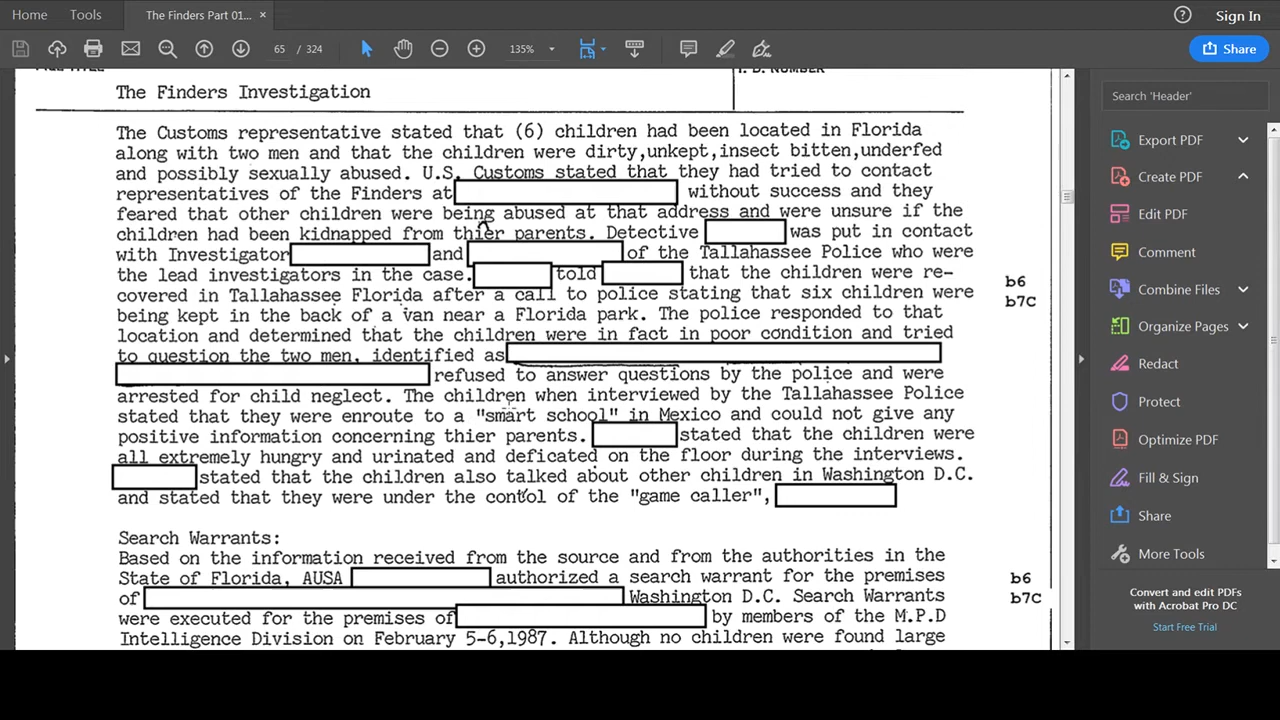 Home Tools The Finders Part 01... × Sign In
65 / 324 135% Share
The Finders Investigation
I. D. NUMBER
The Customs representative stated that (6) children had been located in Florida
along with two men and that the children were dirty,unkept,insect bitten,underfed
and possibly sexually abused. U.S. Customs stated that they had tried to contact
representatives of the Finders at without success and they
feared that other children were being abused at that address and were unsure if the
children had been kidnapped from thier parents. Detective was put in contact
with Investigator and of the Tallahassee Police who were
the lead investigators in the case. told that the children were re-
covered in Tallahassee Florida after a call to police stating that six children were
being kept in the back of a van near a Florida park. The police responded to that
location and determined that the children were in fact in poor condition and tried
to question the two men, identified as
refused to answer questions by the police and were
arrested for child neglect. The children when interviewed by the Tallahassee Police
stated that they were enroute to a "smart school" in Mexico and could not give any
positive information concerning thier parents. stated that the children were
all extremely hungry and urinated and deficated on the floor during the interviews.
stated that the children also talked about other children in Washington D.C.
and stated that they were under the control of the "game caller",
b6
b7C
Search Warrants:
Based on the information received from the source and from the authorities in the
State of Florida, AUSA authorized a search warrant for the premises
of Washington D.C. Search Warrants
were executed for the premises of by members of the M.P.D
Intelligence Division on February 5-6,1987. Although no children were found large
b6
b7C
Search 'Header'
Export PDF
Create PDF
Edit PDF
Comment
Combine Files
Organize Pages
Redact
Protect
Optimize PDF
Fill & Sign
Share
More Tools
Convert and edit PDFs
with Acrobat Pro DC
Start Free Trial